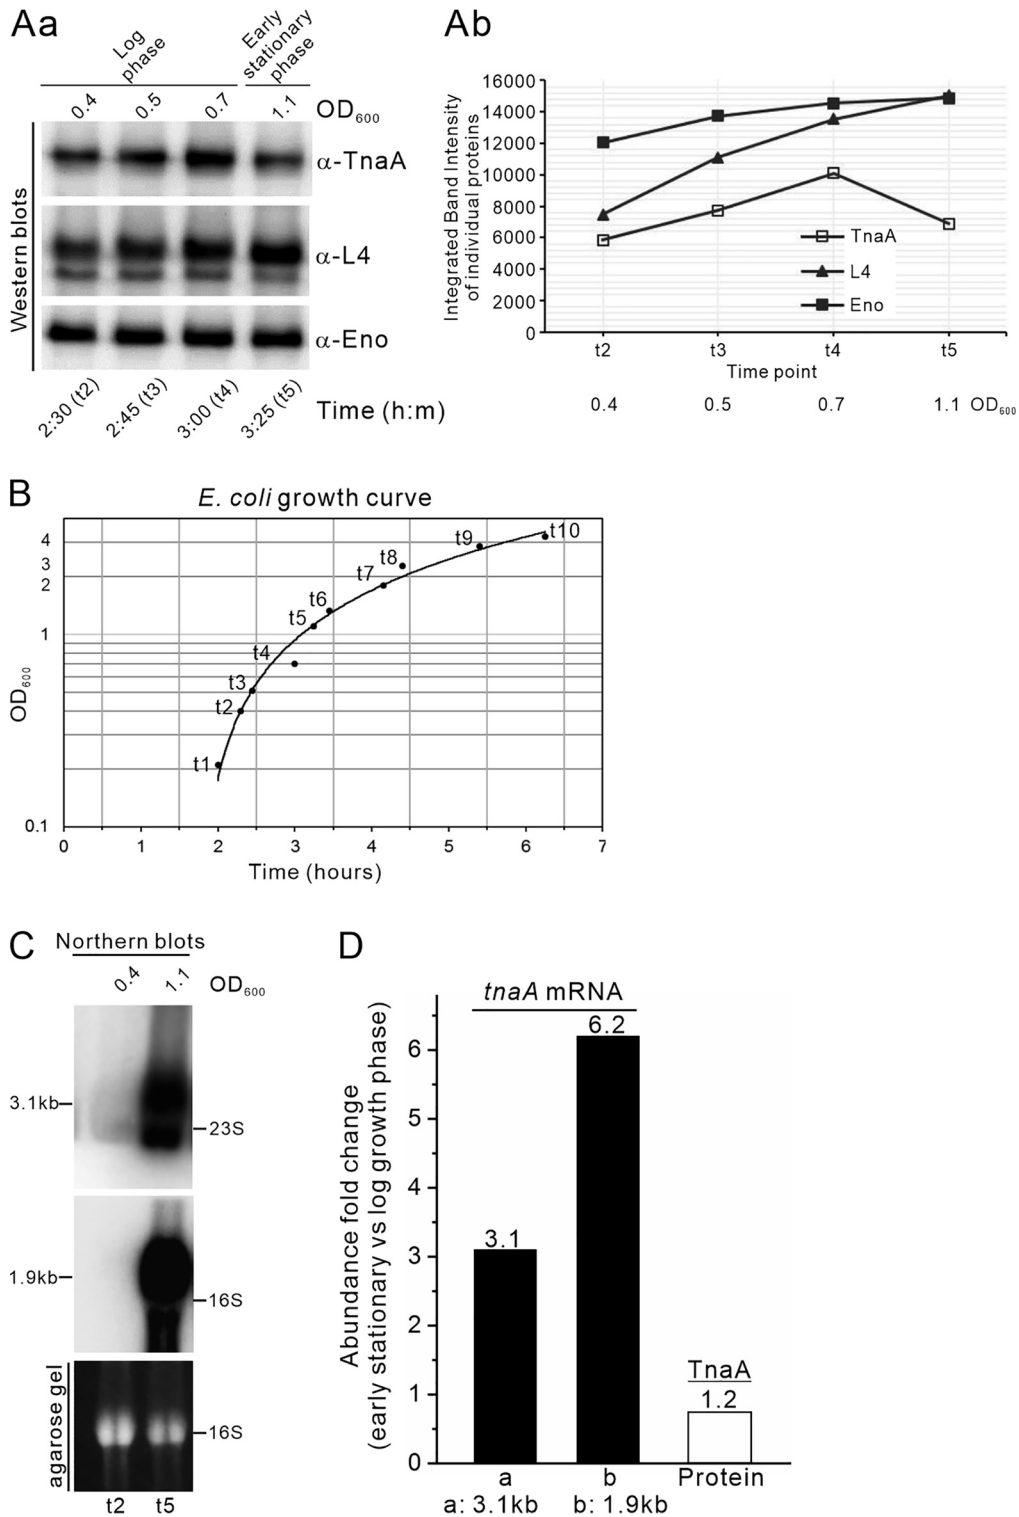 Aa
Log
phase
Early
stationary
phase
0.4 0.5 0.7 1.1 OD600
Western blots
α-TnaA
α-L4
α-Eno
2:30 (t2) 2:45 (t3) 3:00 (t4) 3:25 (t5) Time (h:m)
Ab
Integrated Band Intensity
of individual proteins
16000
14000
12000
10000
8000
6000
4000
2000
0
TnaA
L4
Eno
t2 t3 t4 t5
Time point
0.4 0.5 0.7 1.1 OD600
B
E. coli growth curve
OD600
4
3
2
1
0.1
t1
t2
t3
t4
t5
t6
t7
t8
t9
t10
0 1 2 3 4 5 6 7
Time (hours)
C
Northern blots
0.4 1.1 OD600
3.1kb
23S
1.9kb
16S
agarose gel
16S
t2 t5
D
Abundance fold change
(early stationary vs log growth phase)
tnaA mRNA
6
5
4
3
2
1
0
3.1
6.2
TnaA
1.2
a b Protein
a: 3.1kb b: 1.9kb